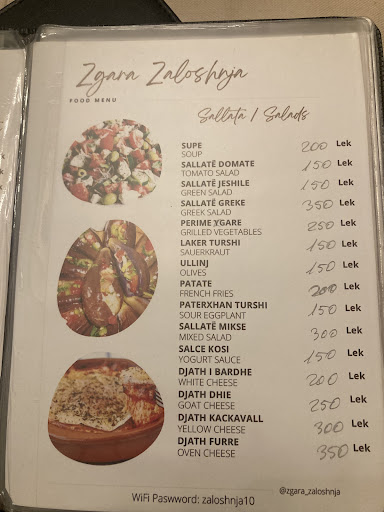 Zgara Zaloshnja
FOOD MENU
Sallata / Salads
SUPE 200 Lek
SOUP
SALLATË DOMATE 150 Lek
TOMATO SALAD
SALLATË JESHILE 150 Lek
GREEN SALAD
SALLATË GREKE 350 Lek
GREEK SALAD
PERIME YGARE 250 Lek
GRILLED VEGETABLES
LAKER TURSHI 150 Lek
SAUERKRAUT
ULLINJ 150 Lek
OLIVES
PATATE 200 Lek
FRENCH FRIES
PATERXHAN TURSHI 150 Lek
SOUR EGGPLANT
SALLATË MIKSE 300 Lek
MIXED SALAD
SALCE KOSI 150 Lek
YOGURT SAUCE
DJATH I BARDHE 200 Lek
WHITE CHEESE
DJATH DHIE 250 Lek
GOAT CHEESE
DJATH KACKAVALL 300 Lek
YELLOW CHEESE
DJATH FURRE 350 Lek
OVEN CHEESE
@zgara_zaloshnja
WiFi Paswword: zaloshnja10